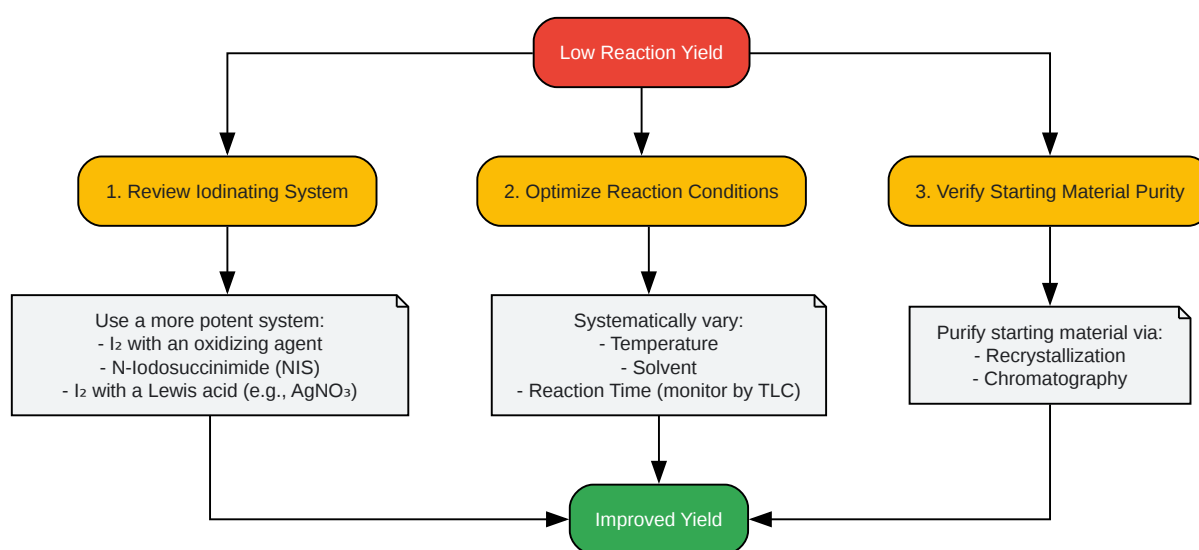 Low Reaction Yield
1. Review Iodinating System
2. Optimize Reaction Conditions
3. Verify Starting Material Purity
Use a more potent system:
- I₂ with an oxidizing agent
- N-Iodosuccinimide (NIS)
- I₂ with a Lewis acid (e.g., AgNO₃)
Systematically vary:
- Temperature
- Solvent
- Reaction Time (monitor by TLC)
Purify starting material via:
- Recrystallization
- Chromatography
Improved Yield